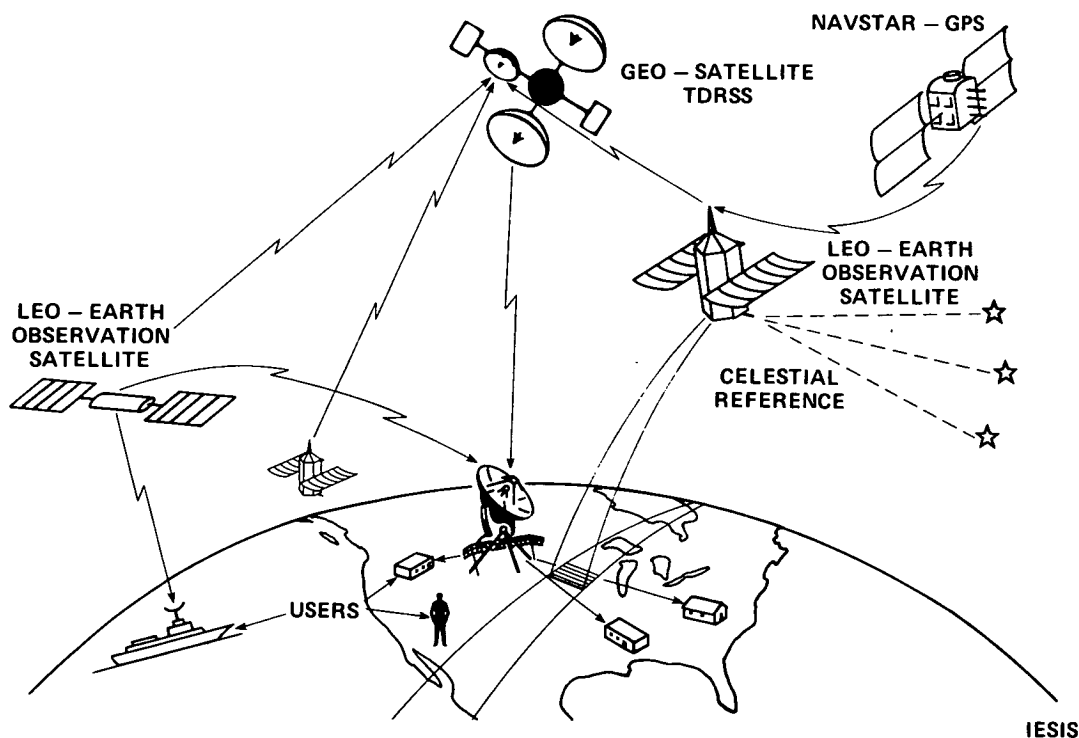 NAVSTAR – GPS
GEO – SATELLITE
TDRSS
LEO – EARTH
OBSERVATION
SATELLITE
LEO – EARTH
OBSERVATION
SATELLITE
CELESTIAL
REFERENCE
USERS
IESIS